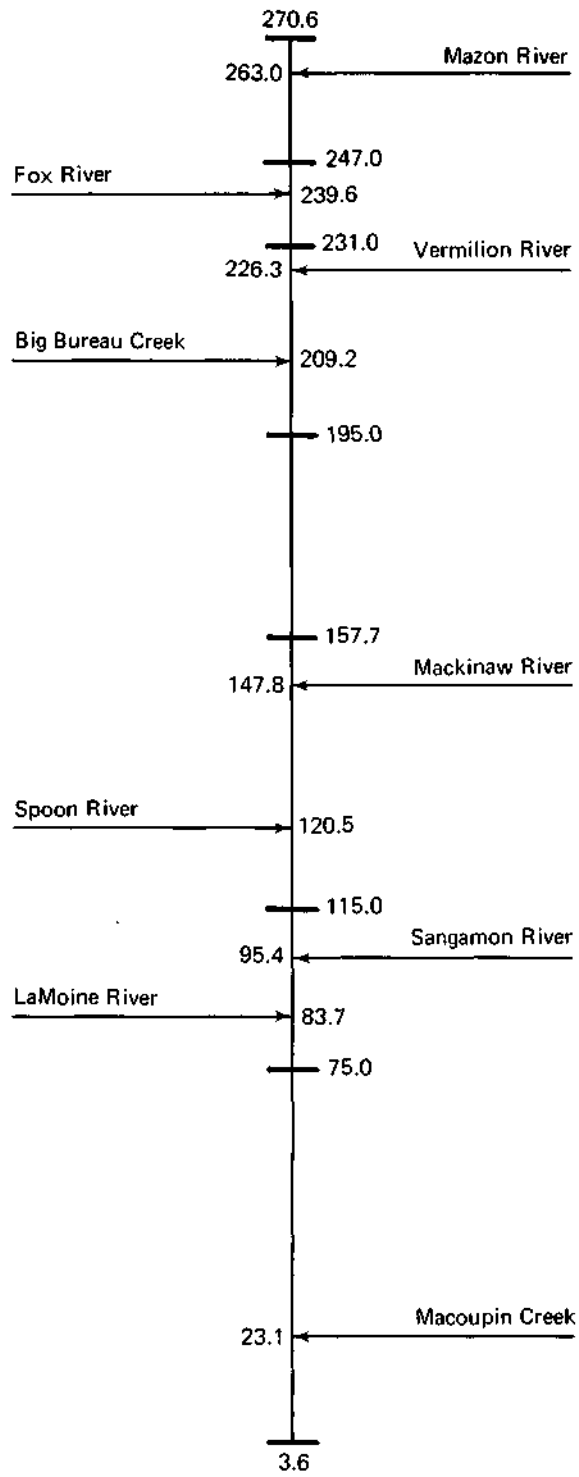 270.6
Mazon River
263.0
247.0
Fox River
239.6
231.0
Vermilion River
226.3
Big Bureau Creek
209.2
195.0
157.7
Mackinaw River
147.8
Spoon River
120.5
115.0
Sangamon River
95.4
LaMoine River
83.7
75.0
Macoupin Creek
23.1
3.6